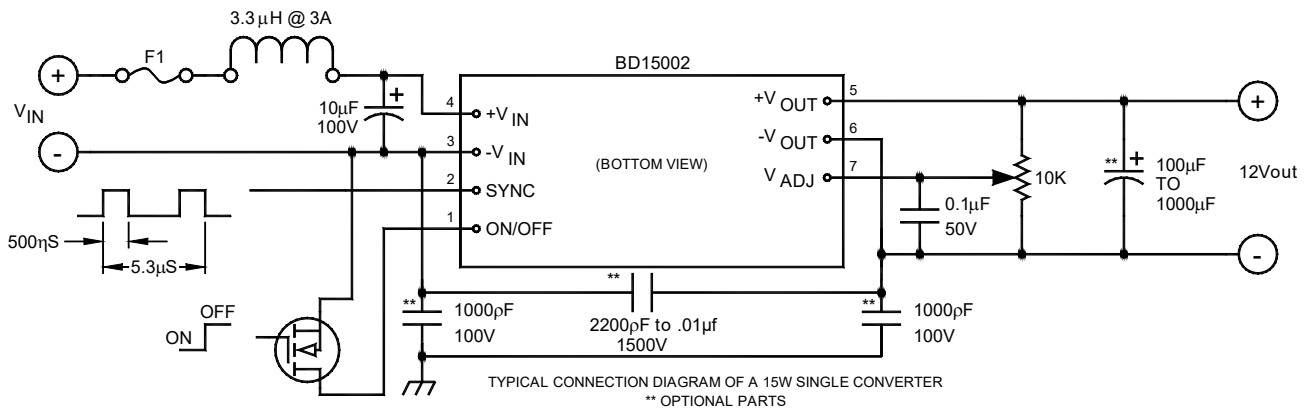 3.3 μH @ 3A
F1
BD15002
+
VIN
-
10μF
100V
+
4
+VIN
3
-VIN
2
SYNC
1
ON/OFF
(BOTTOM VIEW)
+VOUT
5
-VOUT
6
VADJ
7
10K
0.1μF
50V
**
+
100μF
TO
1000μF
+
12Vout
-
500ηS
5.3μS
OFF
ON
**
1000ρF
100V
**
2200ρF to .01μf
1500V
**
1000ρF
100V
TYPICAL CONNECTION DIAGRAM OF A 15W SINGLE CONVERTER
** OPTIONAL PARTS